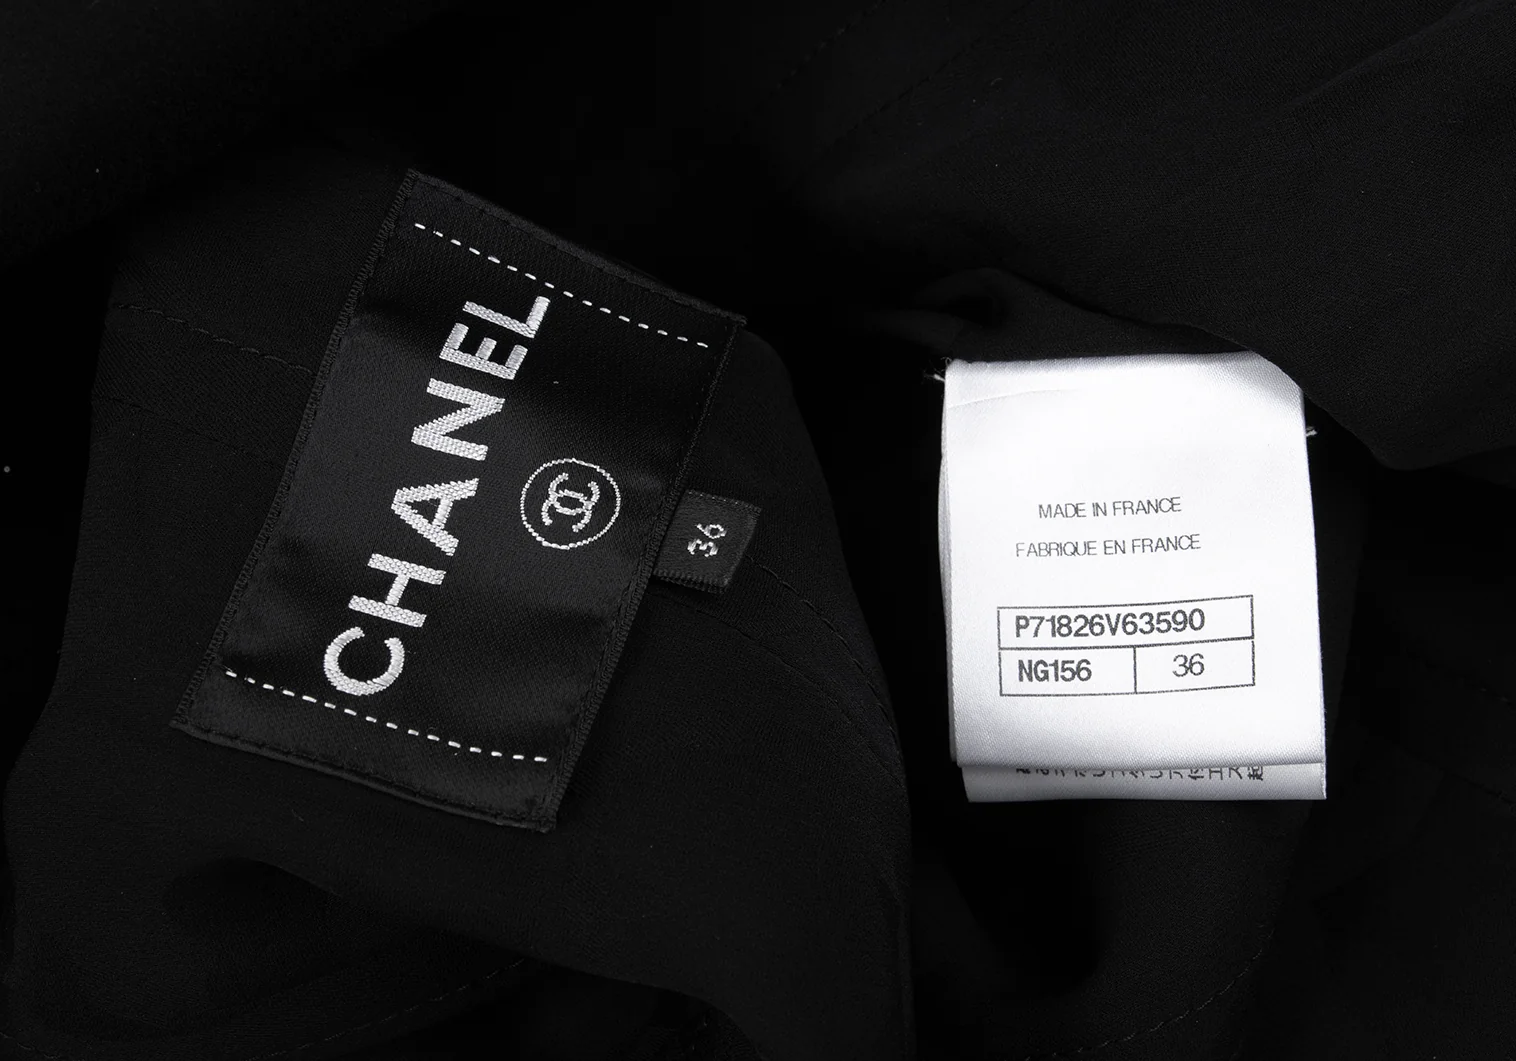 CHANEL
36
MADE IN FRANCE
FABRIQUE EN FRANCE
P71826V63590
NG156 36